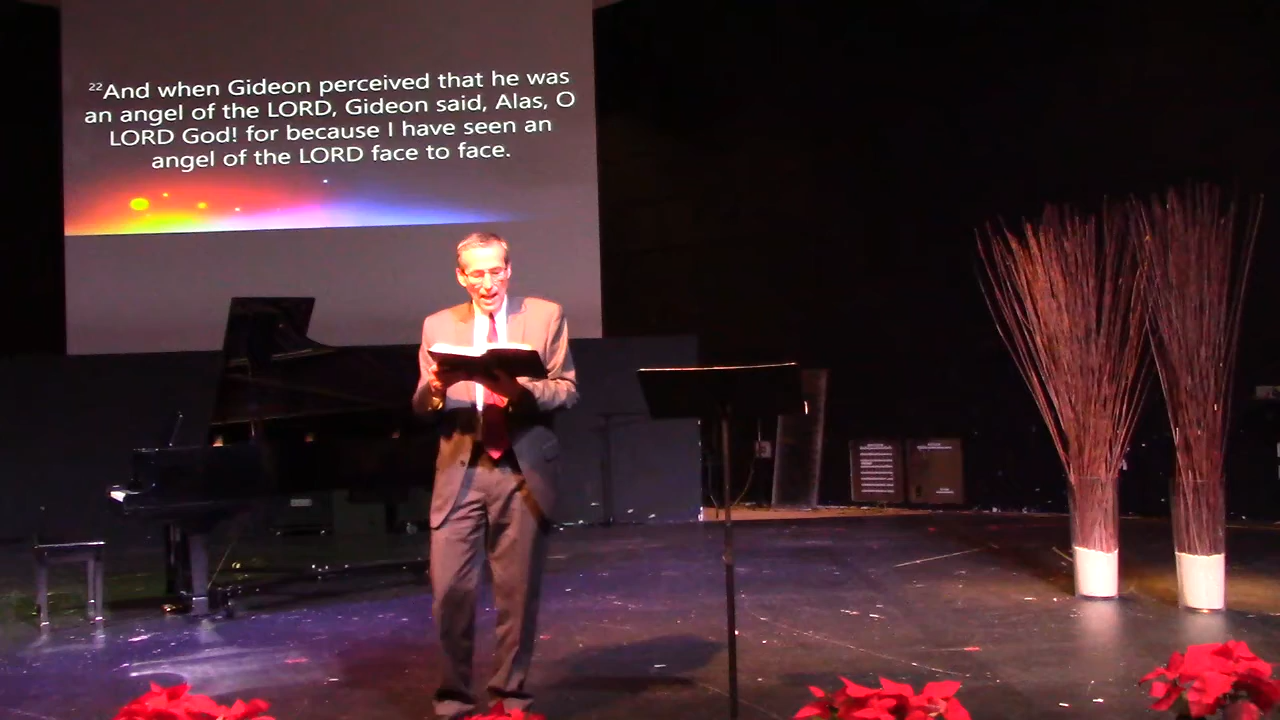 22And when Gideon perceived that he was
an angel of the LORD, Gideon said, Alas, O
LORD God! for because I have seen an
angel of the LORD face to face.